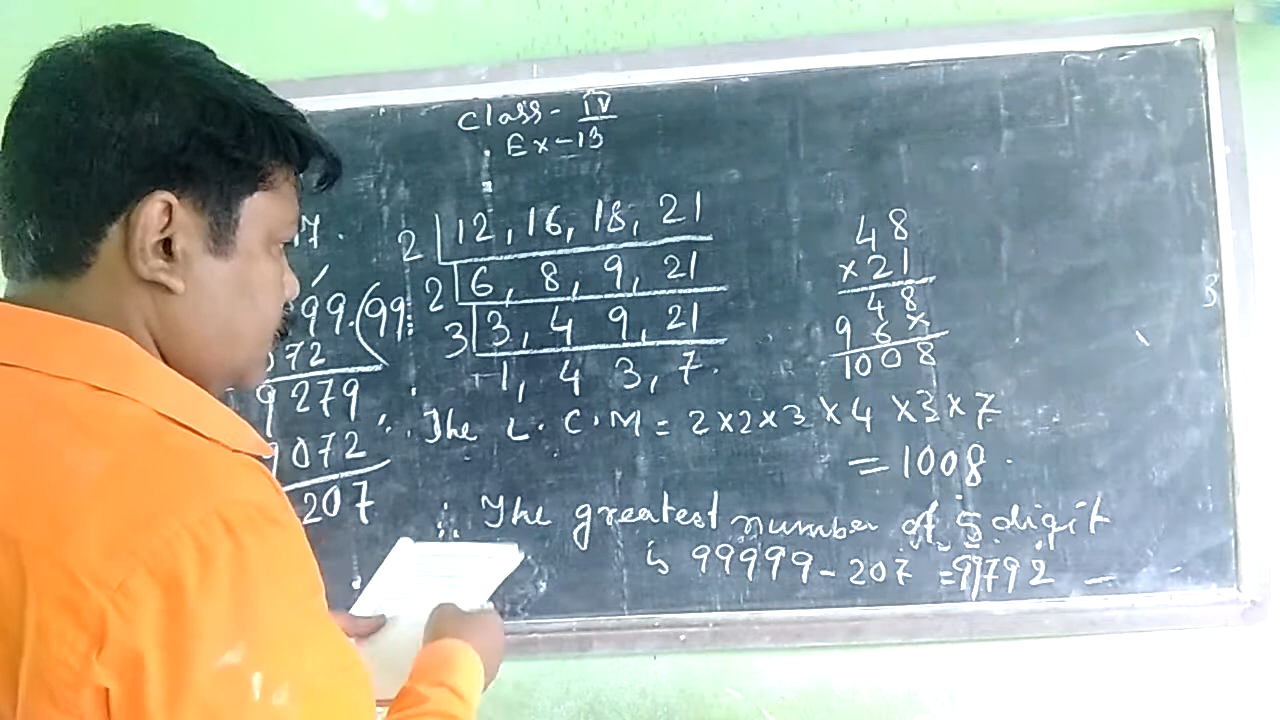 Class - IV
Ex-13
17.
2 | 12, 16, 18, 21
2 | 6, 8, 9, 21
3 | 3, 4 9, 21
1, 4 3, 7.
99.(99
072
9279
9072
207
48
×21
48
96×
1008
∴ The L.C.M = 2×2×3×4×3×7
= 1008.
∴ The greatest number of 5 digit
is 99999 - 207 = 99792